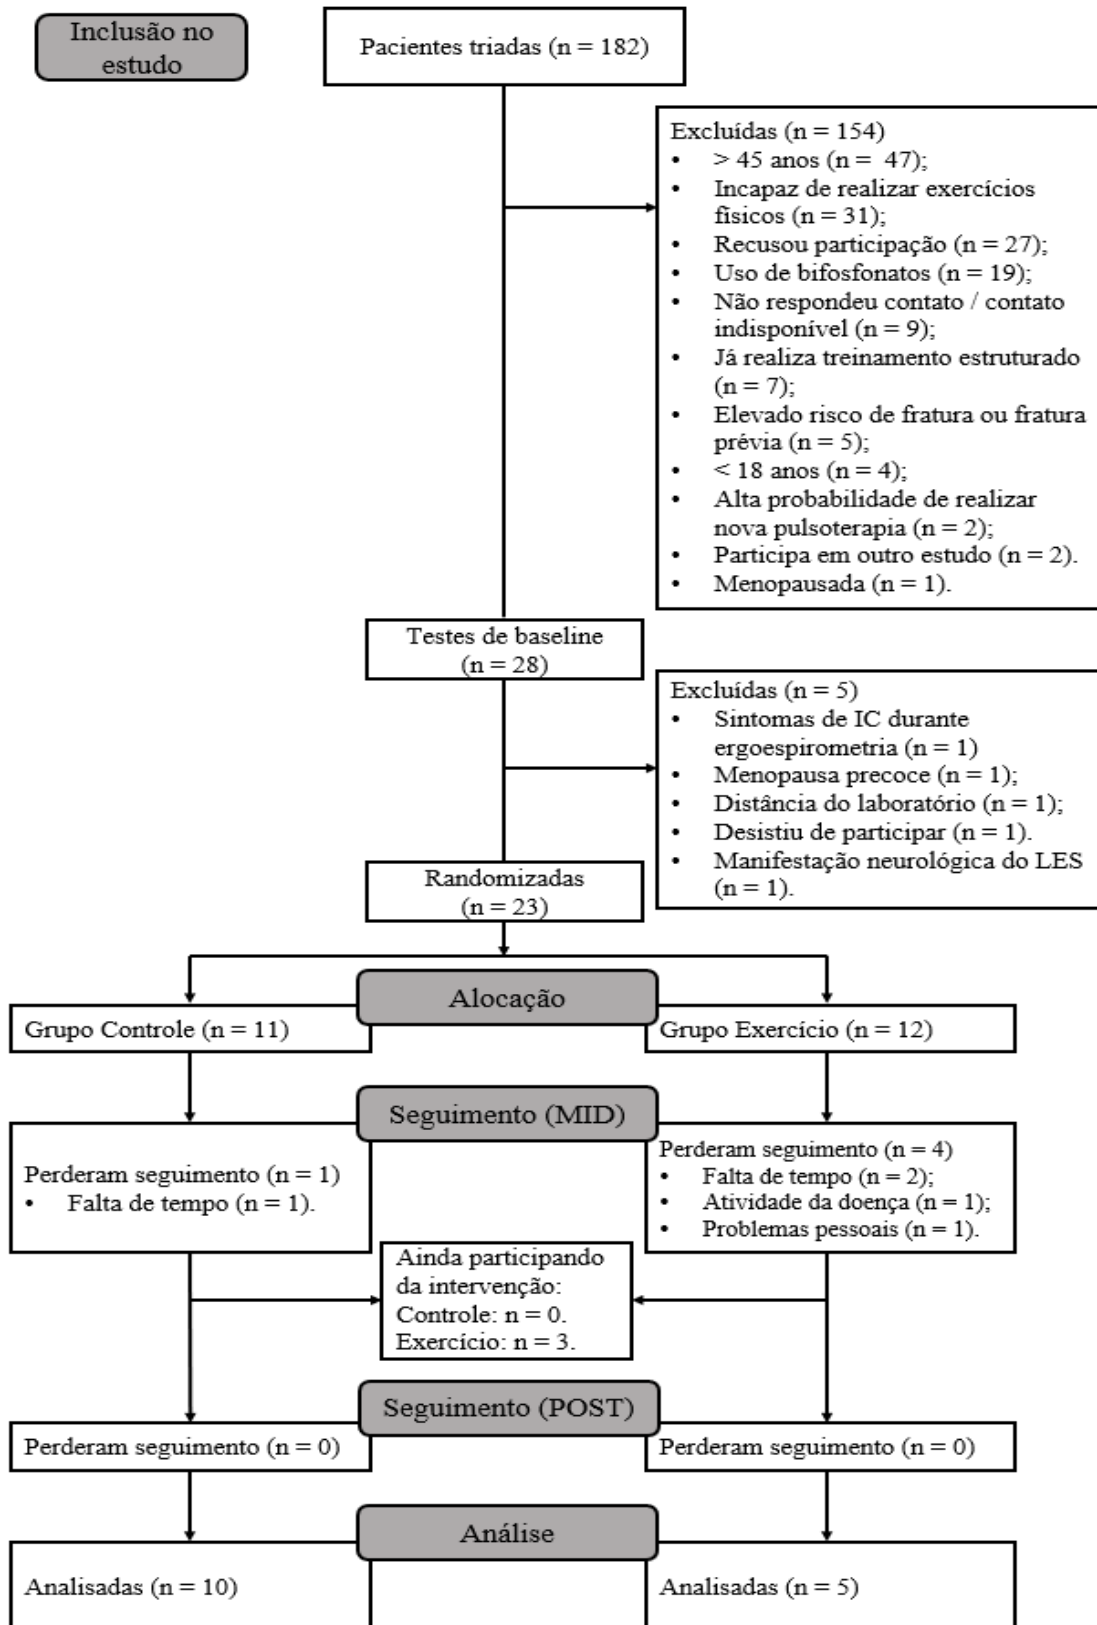 Inclusão no
estudo
Pacientes triadas (n = 182)
Excluídas (n = 154)
• > 45 anos (n = 47);
• Incapaz de realizar exercícios
físicos (n = 31);
• Recusou participação (n = 27);
• Uso de bifosfonatos (n = 19);
• Não respondeu contato / contato
indisponível (n = 9);
• Já realiza treinamento estruturado
(n = 7);
• Elevado risco de fratura ou fratura
prévia (n = 5);
• < 18 anos (n = 4);
• Alta probabilidade de realizar
nova pulsoterapia (n = 2);
• Participa em outro estudo (n = 2).
• Menopausada (n = 1).
Testes de baseline
(n = 28)
Excluídas (n = 5)
• Sintomas de IC durante
ergoespirometria (n = 1)
• Menopausa precoce (n = 1);
• Distância do laboratório (n = 1);
• Desistiu de participar (n = 1).
• Manifestação neurológica do LES
(n = 1).
Randomizadas
(n = 23)
Alocação
Grupo Controle (n = 11)
Grupo Exercício (n = 12)
Seguimento (MID)
Perderam seguimento (n = 1)
• Falta de tempo (n = 1).
Perderam seguimento (n = 4)
• Falta de tempo (n = 2);
• Atividade da doença (n = 1);
• Problemas pessoais (n = 1).
Ainda participando
da intervenção:
Controle: n = 0.
Exercício: n = 3.
Seguimento (POST)
Perderam seguimento (n = 0)
Perderam seguimento (n = 0)
Análise
Analisadas (n = 10)
Analisadas (n = 5)